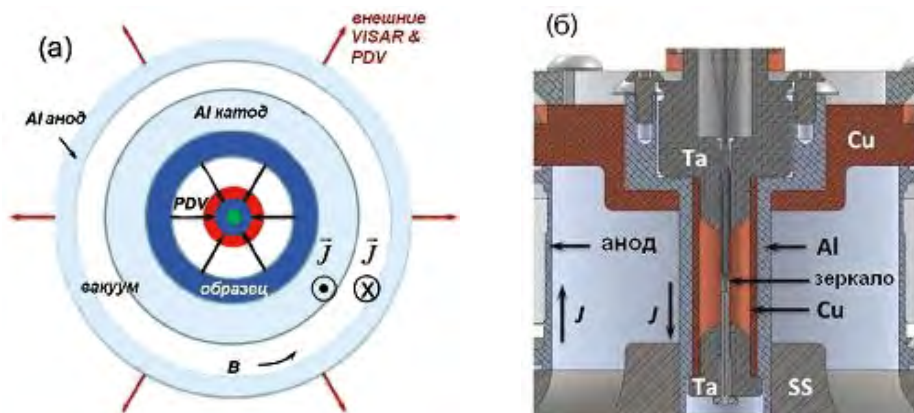 (а)
внешние
VISAR &
PDV
Al анод
Al катод
PDV
J
J
образец
вакуум
B
(б)
Ta
Cu
анод
Al
зеркало
J
J
Cu
Ta
SS